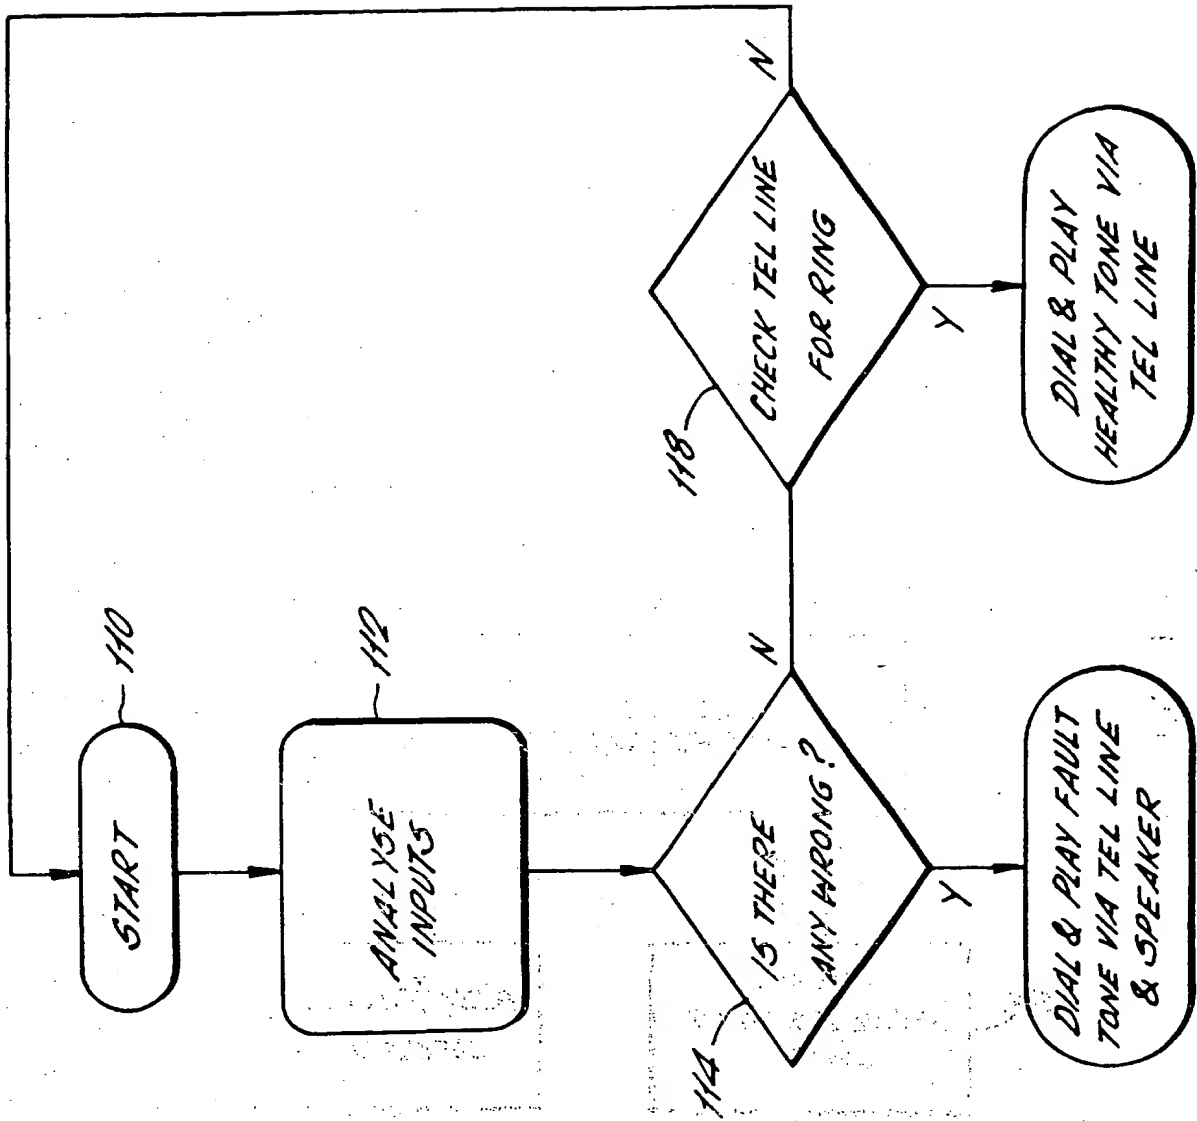 START
110
ANALYSE
INPUTS
112
IS THERE
ANY WRONG?
114
N
Y
DIAL & PLAY FAULT
TONE VIA TEL LINE
& SPEAKER
CHECK TEL LINE
FOR RING
118
N
Y
DIAL & PLAY
HEALTHY TONE VIA
TEL LINE